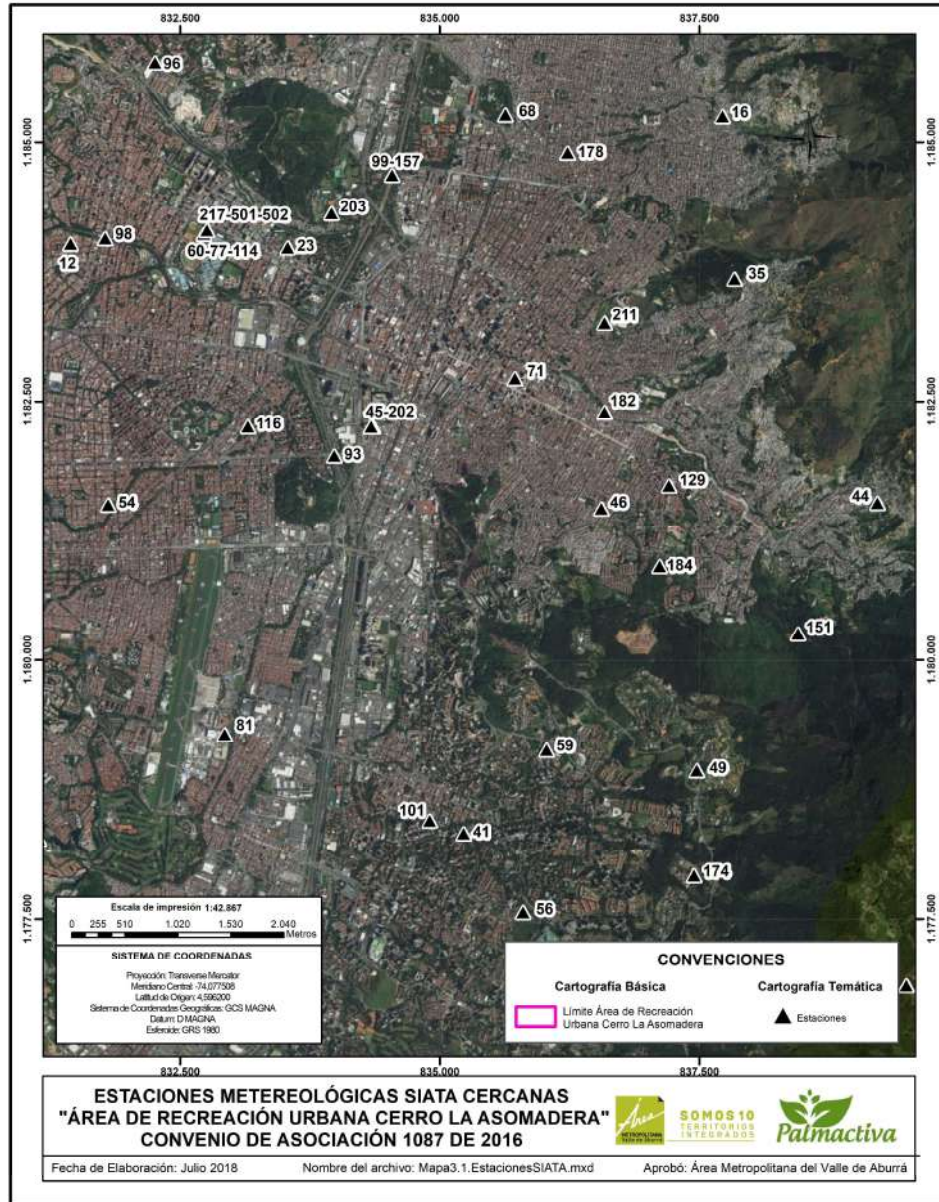 832.500 835.000 837.500
96
68
16
1.185.000 1.185.000
178
99-157
203
217-501-502
98
12
60-77-114
23
35
211
71
1.182.500 1.182.500
182
116
45-202
93
129
54
46
44
184
151
1.180.000 1.180.000
81
59
49
101
41
174
56
1.177.500 1.177.500
Escala de impresión 1:42.867
0 255 510 1.020 1.530 2.040
Metros
SISTEMA DE COORDENADAS
Proyección: Transverse Mercator
Meridiano Central: -74,077508
Latitud de Origen: 4,596200
Sistema de Coordenadas Geográficas: GCS MAGNA
Datum: D MAGNA
Esferoide: GRS 1980
CONVENCIONES
Cartografía Básica Cartografía Temática
Límite Área de Recreación
Urbana Cerro La Asomadera
Estaciones
832.500 835.000 837.500
ESTACIONES METEREOLÓGICAS SIATA CERCANAS
"ÁREA DE RECREACIÓN URBANA CERRO LA ASOMADERA"
CONVENIO DE ASOCIACIÓN 1087 DE 2016
Área
METROPOLITANA
Valle de Aburrá
SOMOS 10
TERRITORIOS
INTEGRADOS
Palmactiva
Fecha de Elaboración: Julio 2018 Nombre del archivo: Mapa3.1.EstacionesSIATA.mxd Aprobó: Área Metropolitana del Valle de Aburrá